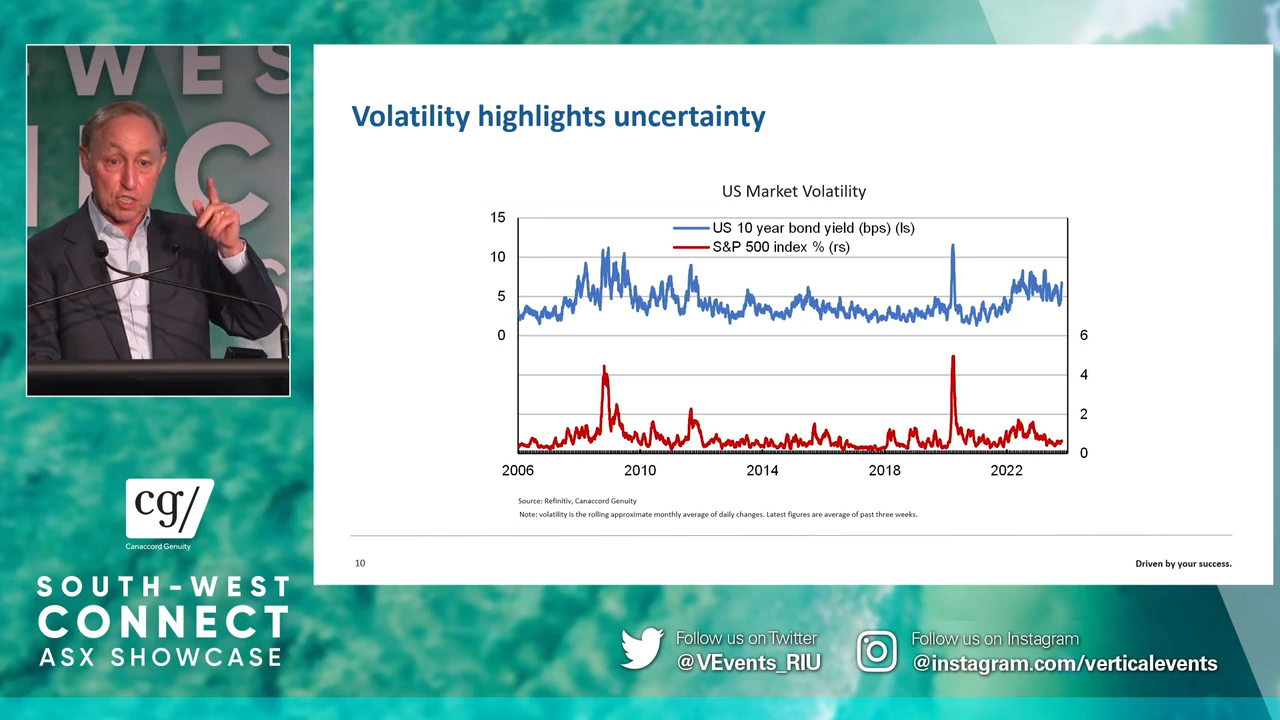 - WES
C
Volatility highlights uncertainty
US Market Volatility
US 10 year bond yield (bps) (ls)
S&P 500 index % (rs)
15
10
5
0
6
4
2
0
2006 2010 2014 2018 2022
Source: Refinitiv, Canaccord Genuity
Note: volatility is the rolling approximate monthly average of daily changes. Latest figures are average of past three weeks.
10
Driven by your success.
cg/
Canaccord Genuity
SOUTH-WEST
CONNECT
ASX SHOWCASE
Follow us on Twitter
@VEvents_RIU
Follow us on Instagram
@instagram.com/verticalevents